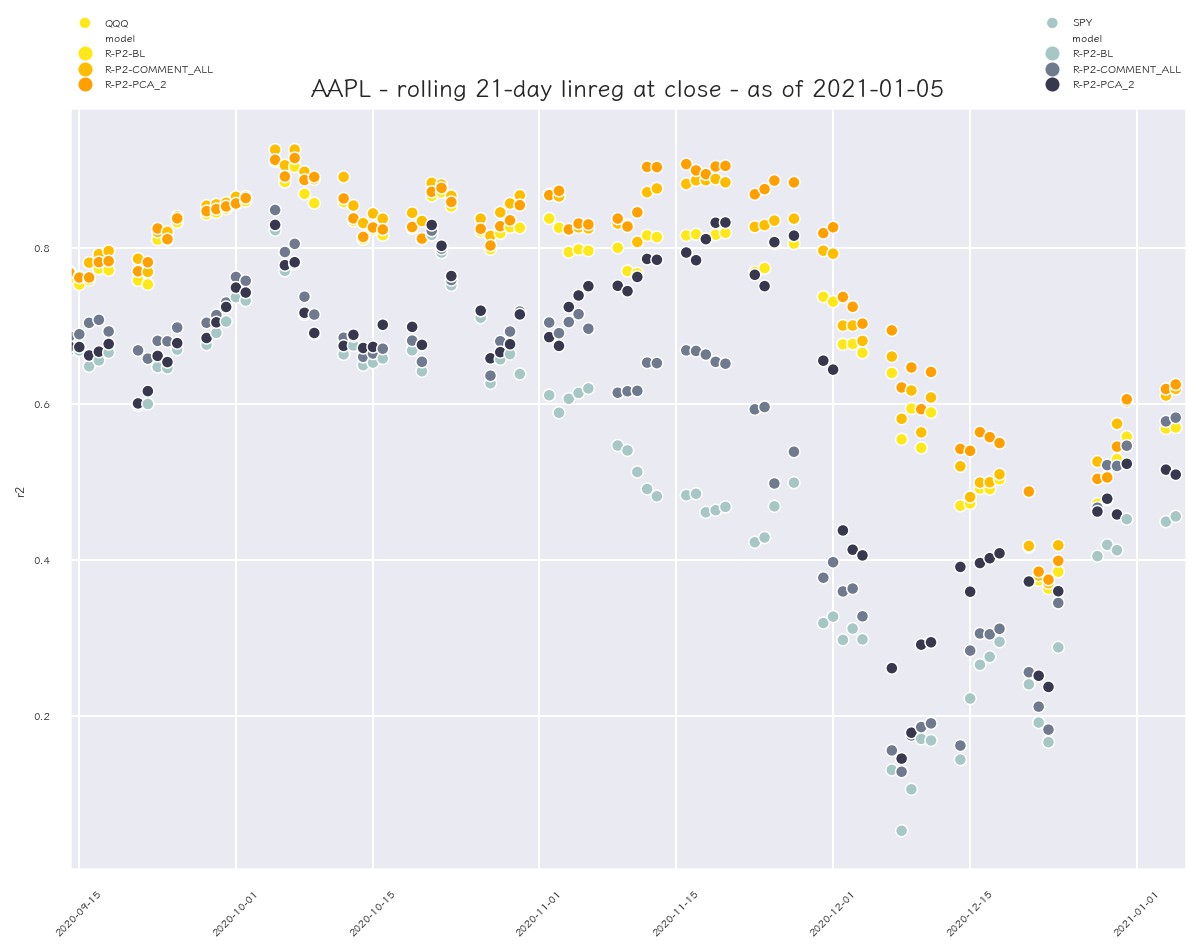 QQQ
model
R-P2-BL
R-P2-COMMENT_ALL
R-P2-PCA_2
SPY
model
R-P2-BL
R-P2-COMMENT_ALL
R-P2-PCA_2
AAPL - rolling 21-day linreg at close - as of 2021-01-05
r2
0.8
0.6
0.4
0.2
2020-09-15
2020-10-01
2020-10-15
2020-11-01
2020-11-15
2020-12-01
2020-12-15
2021-01-01